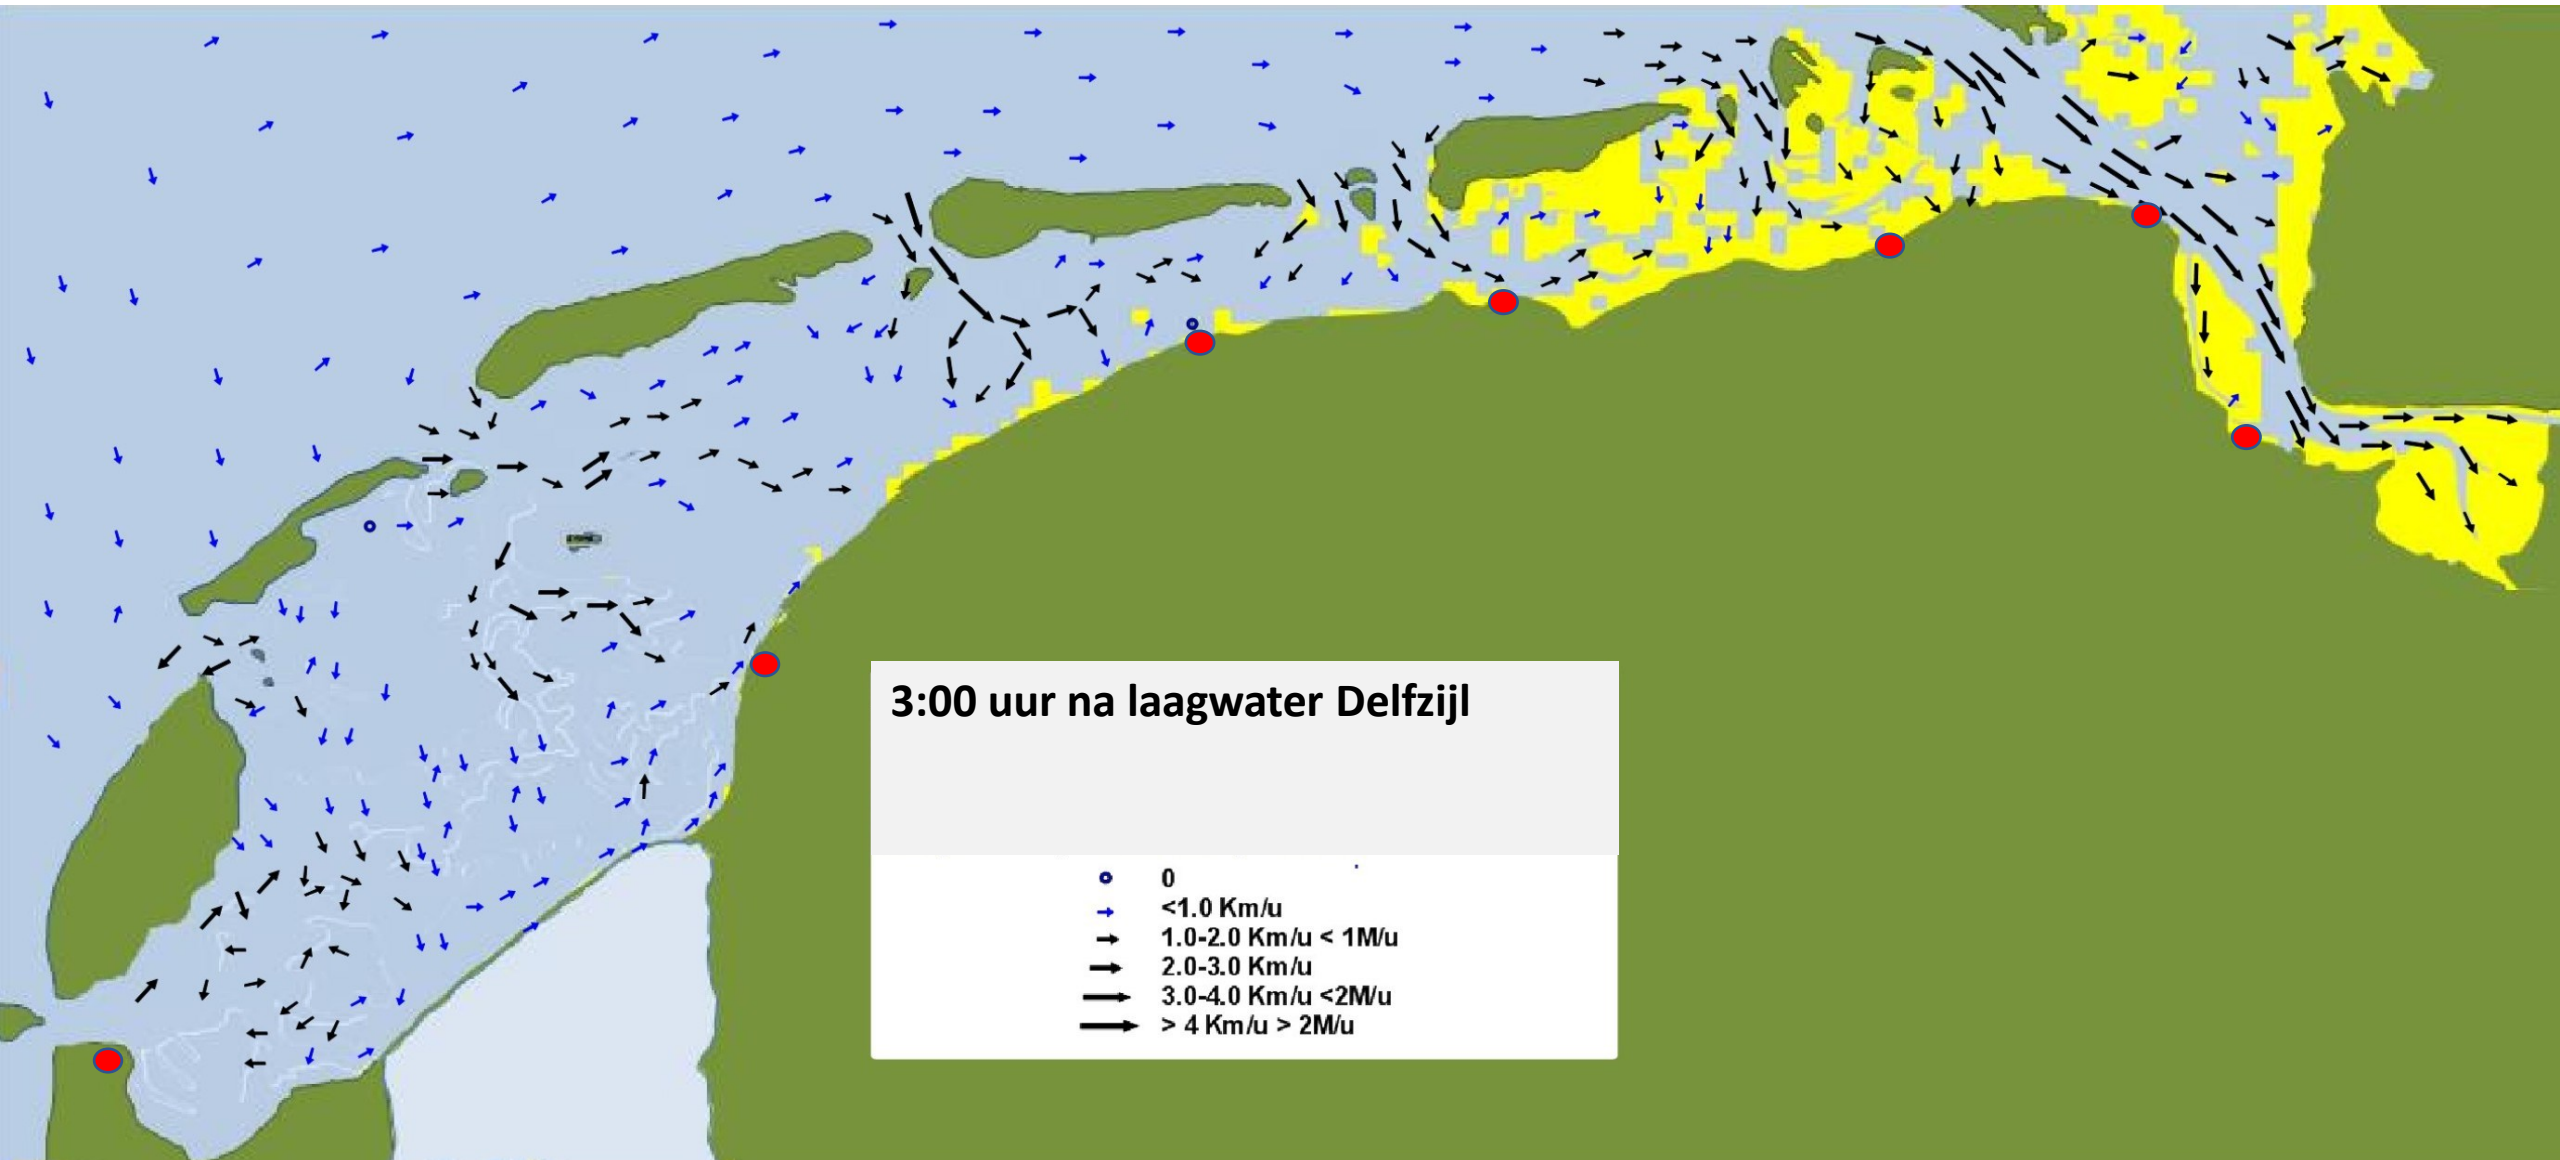 3:00 uur na laagwater Delfzijl
0
<1.0 Km/u
1.0-2.0 Km/u < 1M/u
2.0-3.0 Km/u
3.0-4.0 Km/u <2M/u
> 4 Km/u > 2M/u